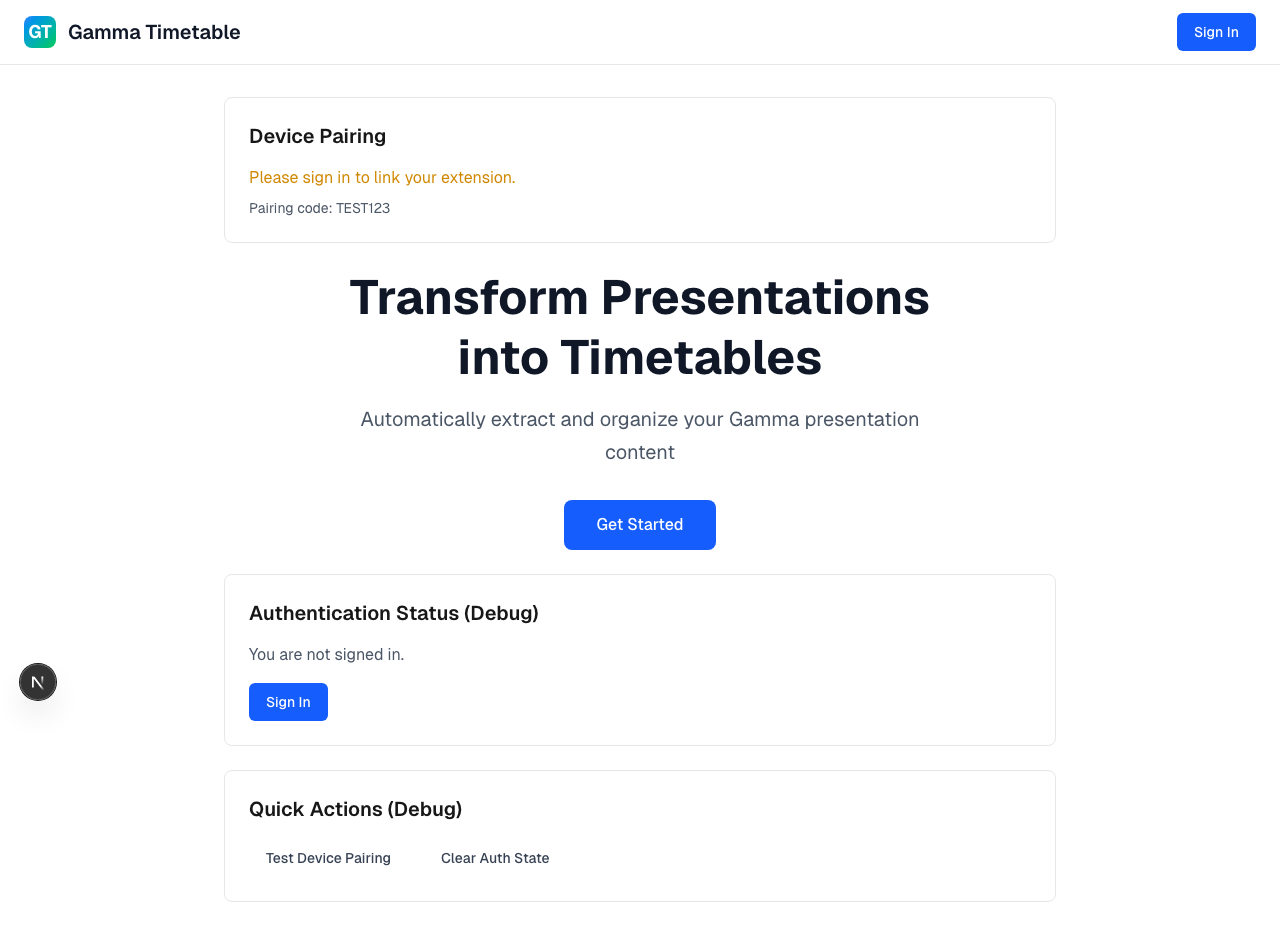 GT Gamma Timetable
Sign In
Device Pairing
Please sign in to link your extension.
Pairing code: TEST123
Transform Presentations
into Timetables
Automatically extract and organize your Gamma presentation
content
Get Started
Authentication Status (Debug)
You are not signed in.
N
Sign In
Quick Actions (Debug)
Test Device Pairing
Clear Auth State